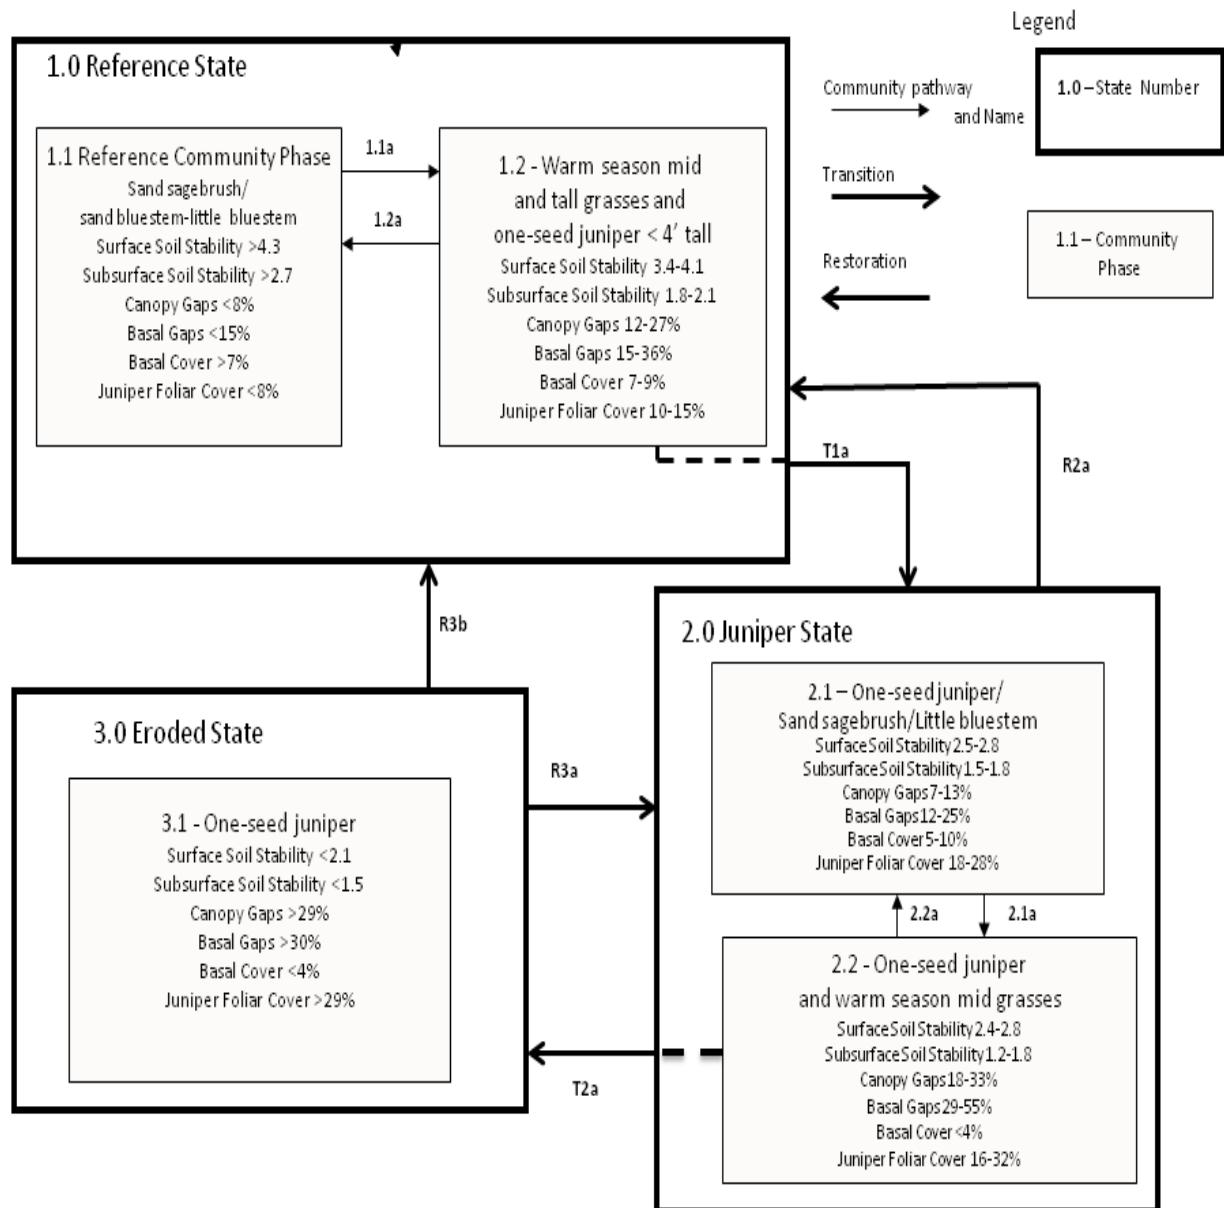 Legend
1.0 Reference State
1.1 Reference Community Phase
Sand sagebrush/
sand bluestem-little bluestem
Surface Soil Stability >4.3
Subsurface Soil Stability >2.7
Canopy Gaps <8%
Basal Gaps <15%
Basal Cover >7%
Juniper Foliar Cover <8%
1.1a
1.2a
1.2 - Warm season mid
and tall grasses and
one-seed juniper < 4' tall
Surface Soil Stability 3.4-4.1
Subsurface Soil Stability 1.8-2.1
Canopy Gaps 12-27%
Basal Gaps 15-36%
Basal Cover 7-9%
Juniper Foliar Cover 10-15%
Community pathway
and Name
1.0 – State Number
Transition
Restoration
1.1 – Community
Phase
T1a
R2a
R3b
2.0 Juniper State
2.1 – One-seed juniper/
Sand sagebrush/Little bluestem
Surface Soil Stability 2.5-2.8
Subsurface Soil Stability 1.5-1.8
Canopy Gaps 7-13%
Basal Gaps 12-25%
Basal Cover 5-10%
Juniper Foliar Cover 18-28%
2.2a
2.1a
2.2 - One-seed juniper
and warm season mid grasses
Surface Soil Stability 2.4-2.8
Subsurface Soil Stability 1.2-1.8
Canopy Gaps 18-33%
Basal Gaps 29-55%
Basal Cover <4%
Juniper Foliar Cover 16-32%
3.0 Eroded State
R3a
3.1 - One-seed juniper
Surface Soil Stability <2.1
Subsurface Soil Stability <1.5
Canopy Gaps >29%
Basal Gaps >30%
Basal Cover <4%
Juniper Foliar Cover >29%
T2a